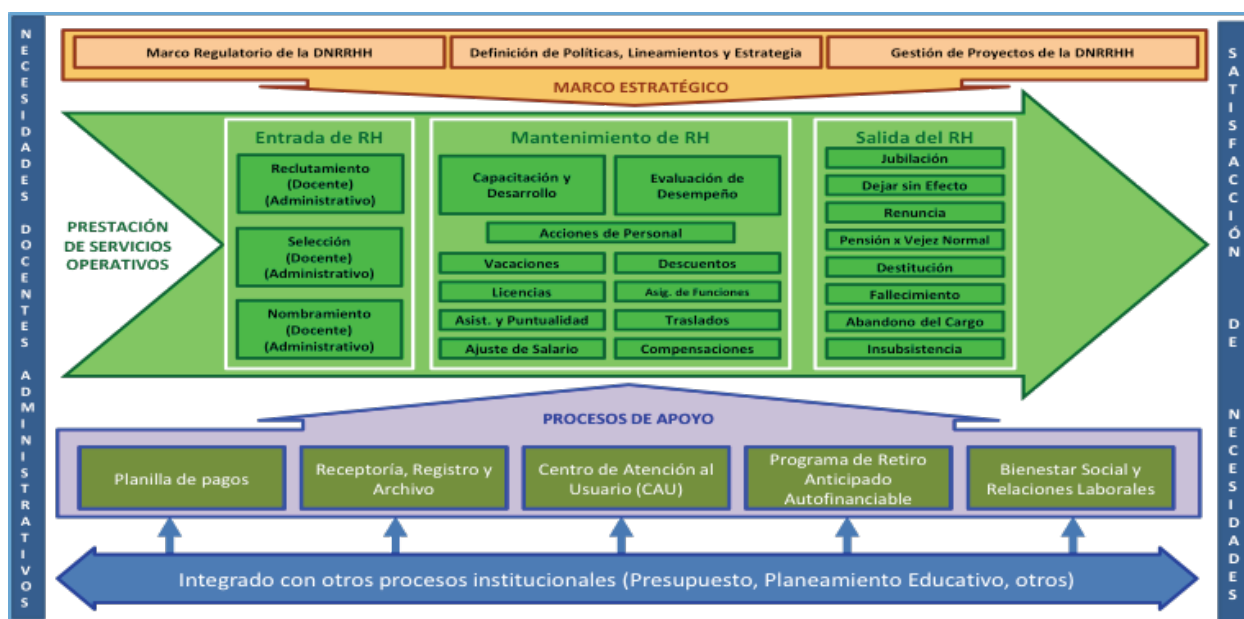 NECESIDADES DOCENTES ADMINISTRATIVOS
Marco Regulatorio de la DNRRHH
Definición de Políticas, Lineamientos y Estrategia
Gestión de Proyectos de la DNRRHH
MARCO ESTRATÉGICO
PRESTACIÓN
DE SERVICIOS
OPERATIVOS
Entrada de RH
Reclutamiento
(Docente)
(Administrativo)
Selección
(Docente)
(Administrativo)
Nombramiento
(Docente)
(Administrativo)
Mantenimiento de RH
Capacitación y
Desarrollo
Evaluación de
Desempeño
Acciones de Personal
Vacaciones
Descuentos
Licencias
Asig. de Funciones
Asist. y Puntualidad
Traslados
Ajuste de Salario
Compensaciones
Salida del RH
Jubilación
Dejar sin Efecto
Renuncia
Pensión x Vejez Normal
Destitución
Fallecimiento
Abandono del Cargo
Insubsistencia
PROCESOS DE APOYO
Planilla de pagos
Receptoría, Registro y
Archivo
Centro de Atención al
Usuario (CAU)
Programa de Retiro
Anticipado
Autofinanciable
Bienestar Social y
Relaciones Laborales
Integrado con otros procesos institucionales (Presupuesto, Planeamiento Educativo, otros)
SATISFACCIÓN DE NECESIDADES